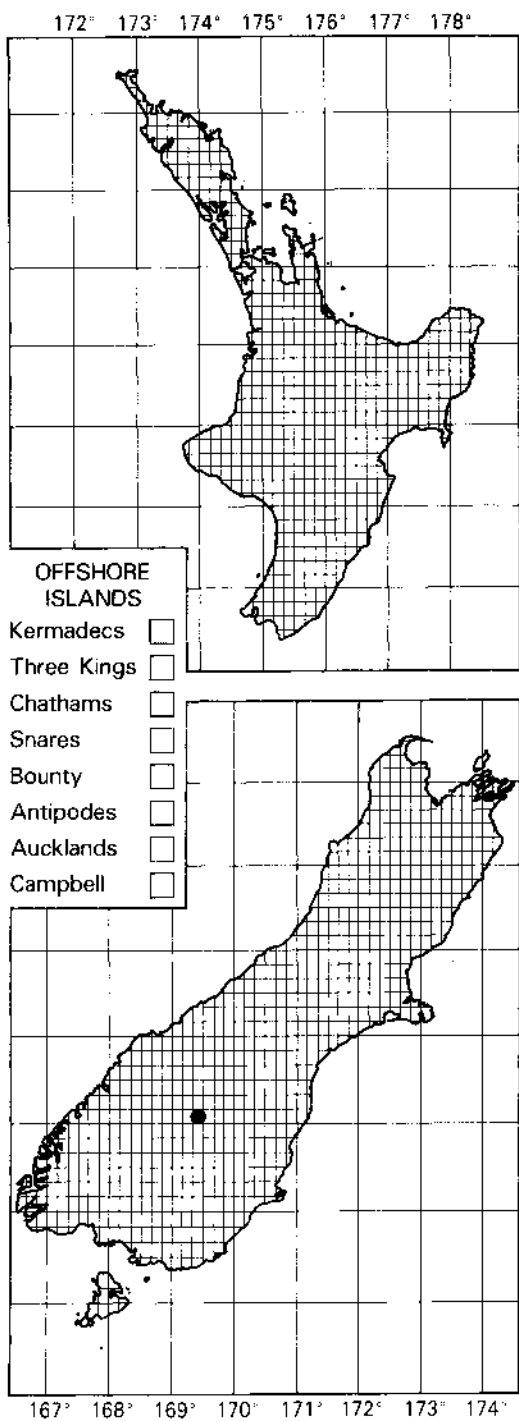 172° 173° 174° 175° 176° 177° 178°
OFFSHORE
ISLANDS
Kermadecs
Three Kings
Chathams
Snares
Bounty
Antipodes
Aucklands
Campbell
167° 168° 169° 170° 171° 172° 173° 174°